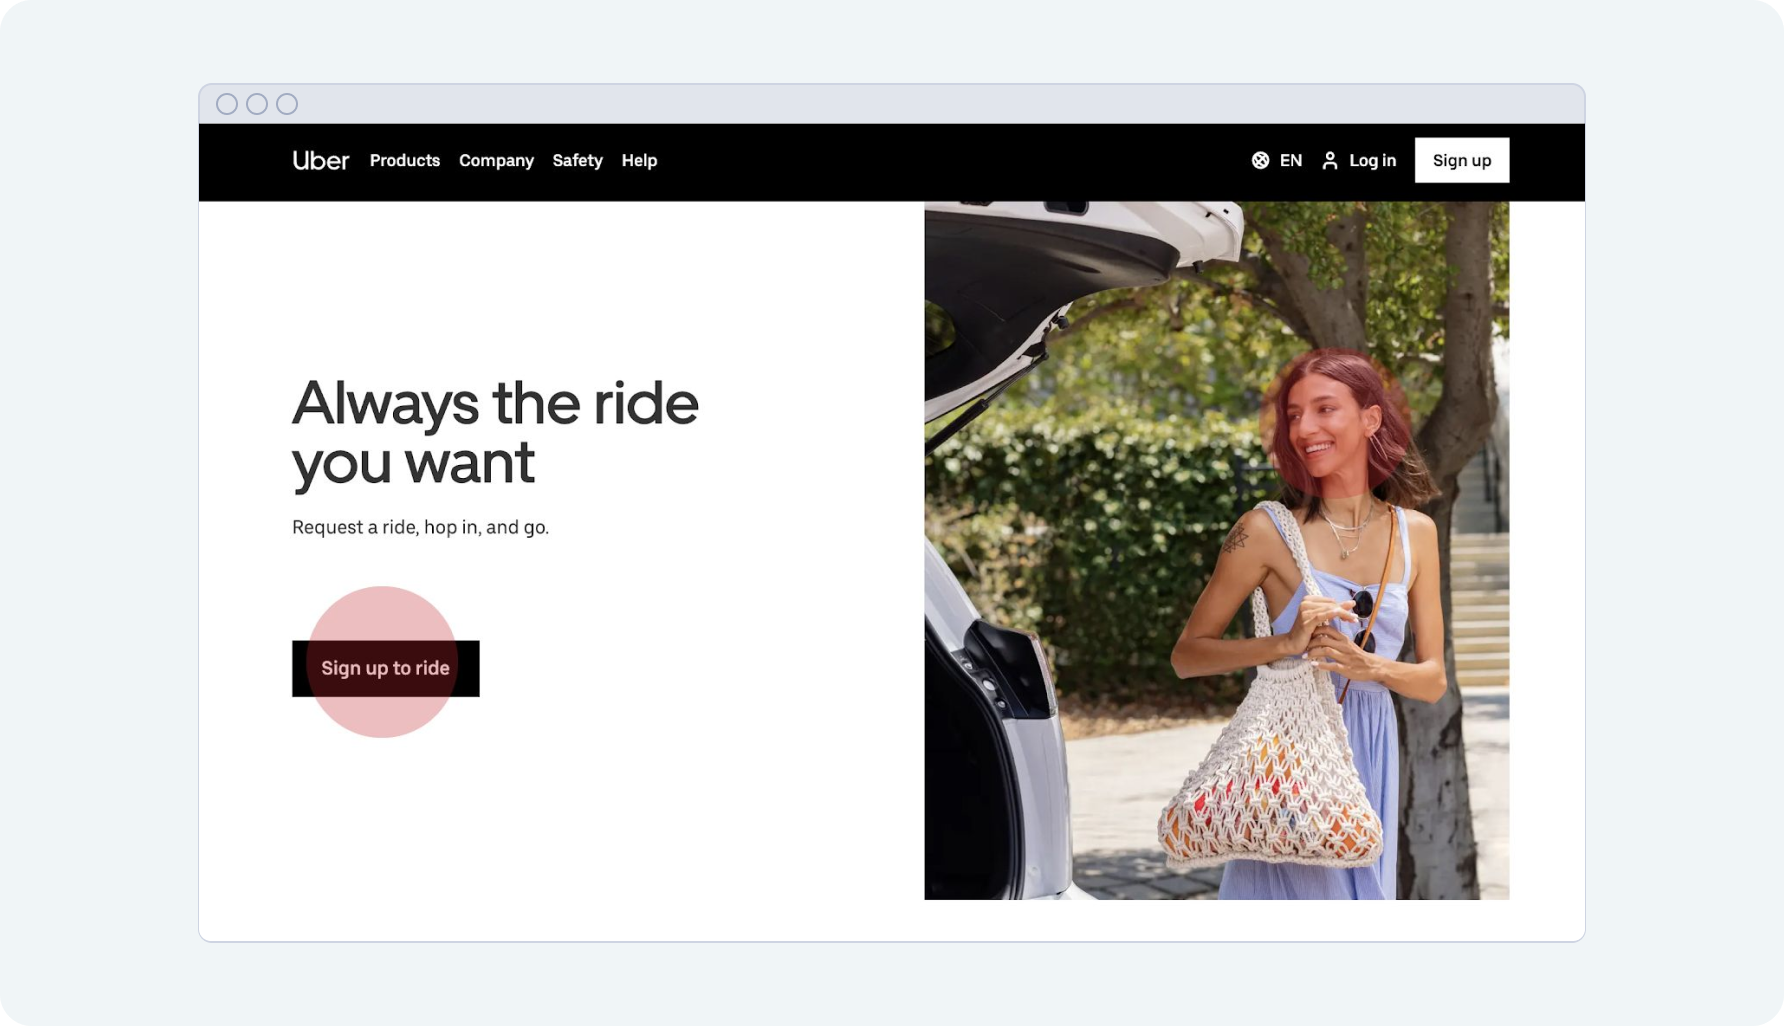 Uber Products Company Safety Help EN Log in Sign up
Always the ride
you want
Request a ride, hop in, and go.
Sign up to ride